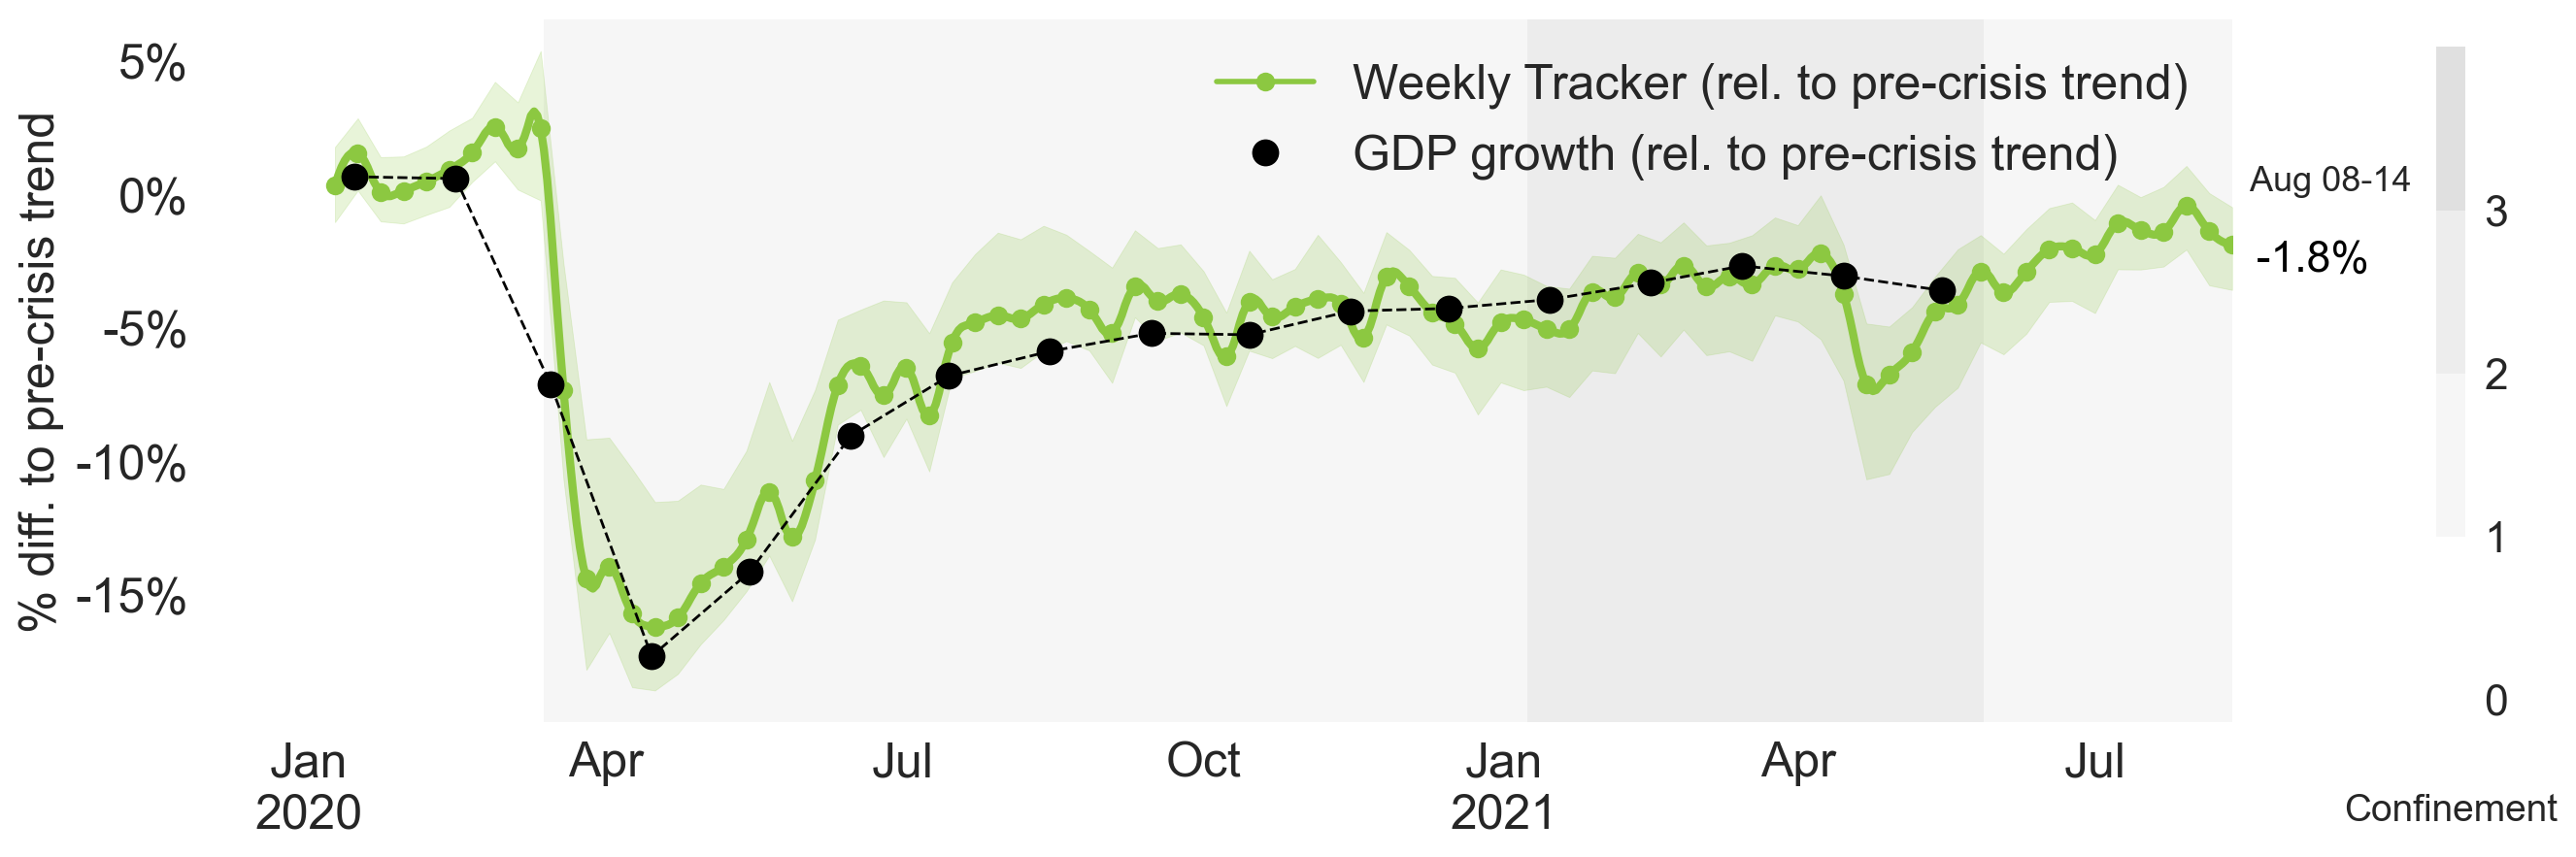 5%
0%
-5%
-10%
-15%
% diff. to pre-crisis trend
Weekly Tracker (rel. to pre-crisis trend)
GDP growth (rel. to pre-crisis trend)
Aug 08-14
-1.8%
3
2
1
0
Jan Apr Jul Oct Jan Apr Jul
2020 2021
Confinement